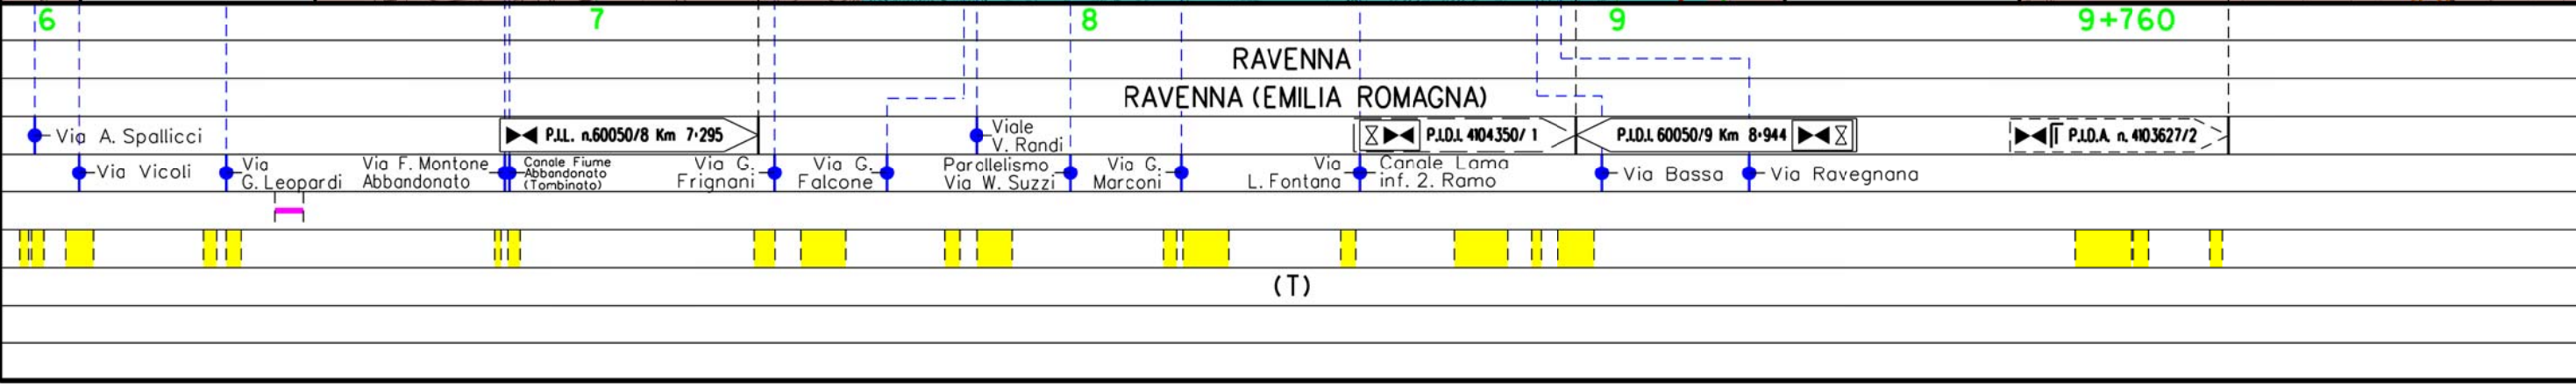 6 7 8 9 9+760
RAVENNA
RAVENNA (EMILIA ROMAGNA)
Via A. Spallicci
P.I.L. n.60050/8 Km 7+295
Viale
V. Randi
P.I.D.I. 4104350/1
P.I.D.I. 60050/9 Km 8+944
P.I.D.A. n. 4103627/2
Via Vicoli
Via
G. Leopardi
Via F. Montone
Abbandonato
Canale Fiume
Abbandonato
(Tombinato)
Via G.
Frignani
Via G.
Falcone
Parallelismo
Via W. Suzzi
Via G.
Marconi
Via
L. Fontana
Canale Lama
inf. 2. Ramo
Via Bassa
Via Ravegnana
(T)